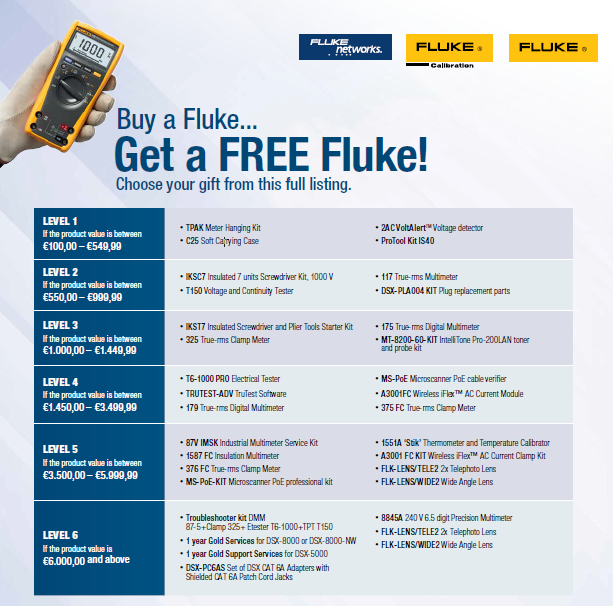 1000
FLUKE
networks.
FLUKE ®
Calibration
FLUKE ®
Buy a Fluke...
Get a FREE Fluke!
Choose your gift from this full listing.
LEVEL 1
If the product value is between
€100,00 – €549,99
• TPAK Meter Hanging Kit
• C25 Soft Carrying Case
• 2AC VoltAlert™ Voltage detector
• ProTool Kit IS40
LEVEL 2
If the product value is between
€550,00 – €999,99
• IKSC7 Insulated 7 units Screwdriver Kit, 1000 V
• T150 Voltage and Continuity Tester
• 117 True-rms Multimeter
• DSX-PLA004 KIT Plug replacement parts
LEVEL 3
If the product value is between
€1.000,00 – €1.449,99
• IKST7 Insulated Screwdriver and Plier Tools Starter Kit
• 325 True-rms Clamp Meter
• 175 True-rms Digital Multimeter
• MT-8200-60-KIT IntelliTone Pro-200LAN toner
and probe kit
LEVEL 4
If the product value is between
€1.450,00 – €3.499,99
• T6-1000 PRO Electrical Tester
• TRUTEST-ADV TruTest Software
• 179 True-rms Digital Multimeter
• MS-PoE Microscanner PoE cable verifier
• A3001FC Wireless iFlex™ AC Current Module
• 375 FC True-rms Clamp Meter
LEVEL 5
If the product value is between
€3.500,00 – €5.999,99
• 87V IMSK Industrial Multimeter Service Kit
• 1587 FC Insulation Multimeter
• 376 FC True-rms Clamp Meter
• MS-PoE-KIT Microscanner PoE professional kit
• 1551A 'Stik' Thermometer and Temperature Calibrator
• A3001 FC KIT Wireless iFlex™ AC Current Clamp Kit
• FLK-LENS/TELE2 2x Telephoto Lens
• FLK-LENS/WIDE2 Wide Angle Lens
LEVEL 6
If the product value is
€6.000,00 and above
• Troubleshooter kit DMM
87-5+Clamp 325+ Etester T6-1000+TPT T150
• 1 year Gold Services for DSX-8000 or DSX-8000-NW
• 1 year Gold Support Services for DSX-5000
• DSX-PC6AS Set of DSX CAT 6A Adapters with
Shielded CAT 6A Patch Cord Jacks
• 8845A 240 V 6.5 digit Precision Multimeter
• FLK-LENS/TELE2 2x Telephoto Lens
• FLK-LENS/WIDE2 Wide Angle Lens